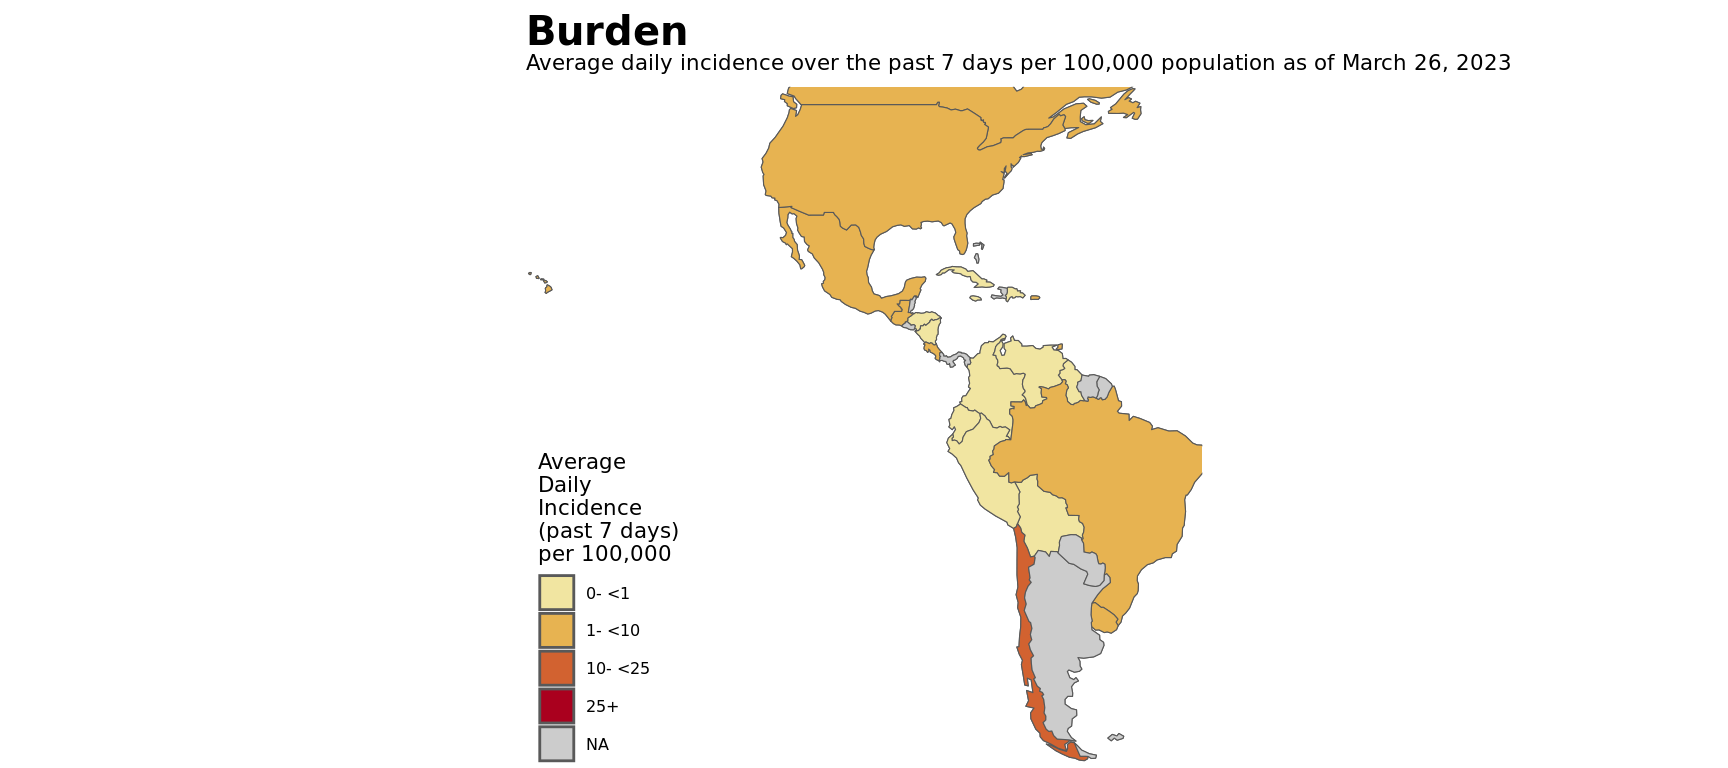 Burden
Average daily incidence over the past 7 days per 100,000 population as of March 26, 2023
Average
Daily
Incidence
(past 7 days)
per 100,000
0- <1
1- <10
10- <25
25+
NA